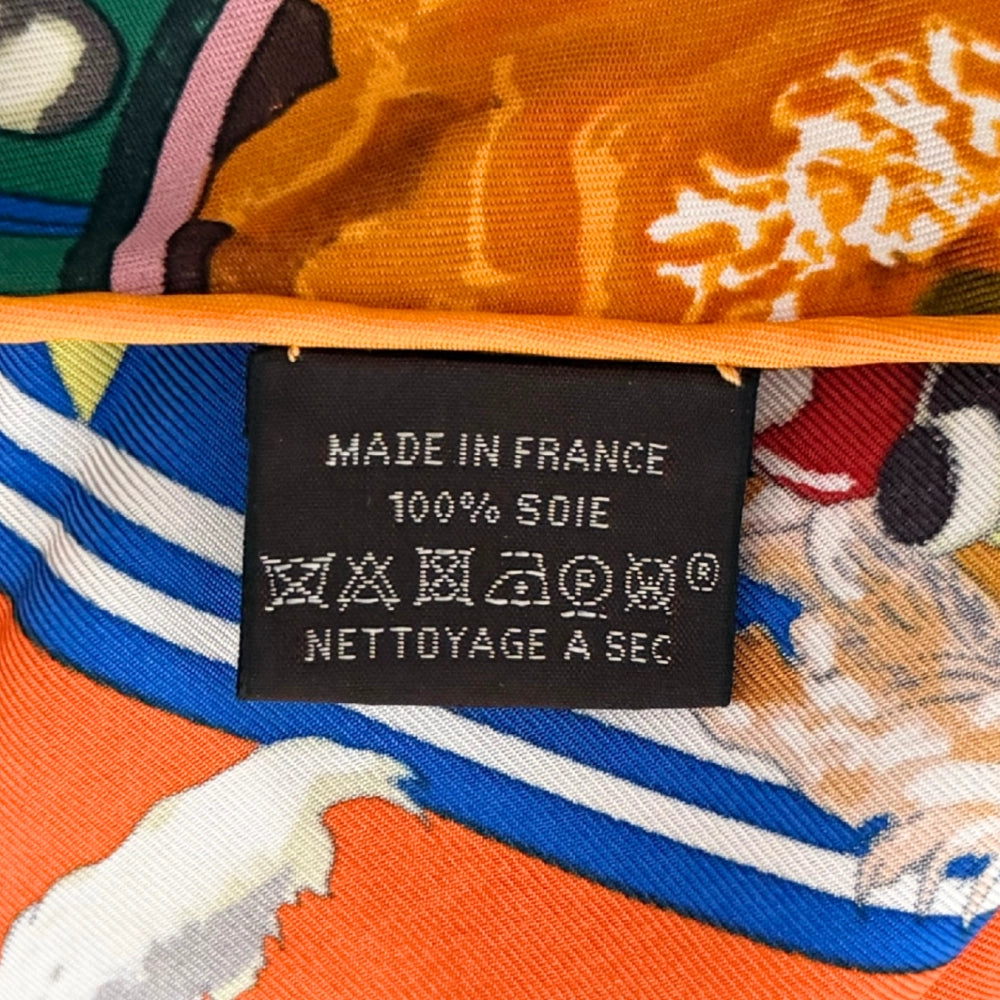 MADE IN FRANCE
100% SOIE
P W ®
NETTOYAGE A SEC